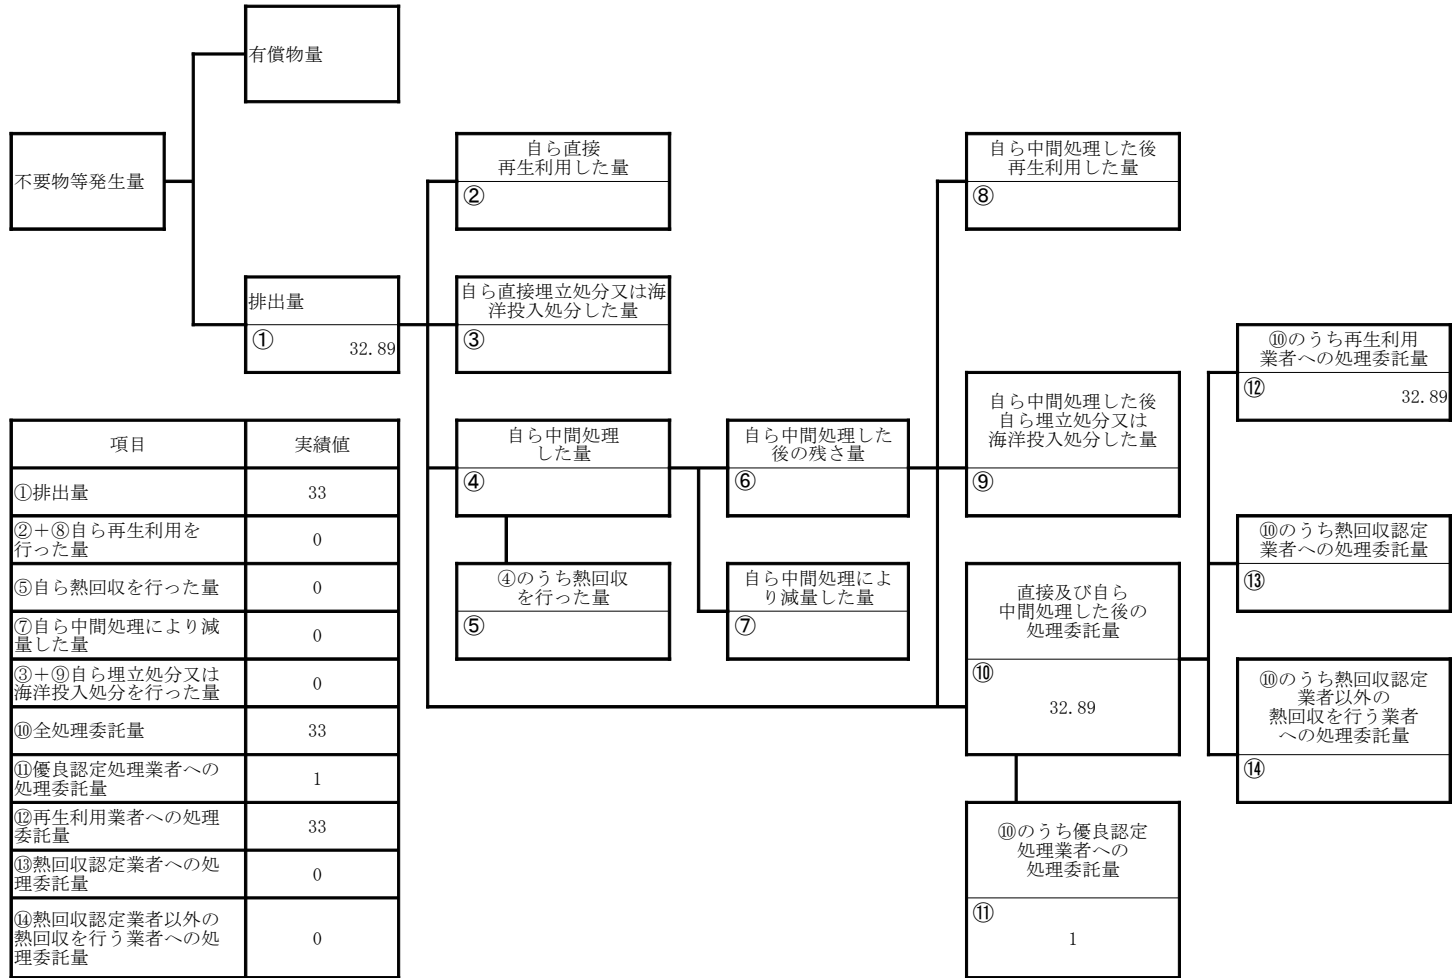 有償物量
不要物等発生量
自ら直接
再生利用した量
②
自ら中間処理した後
再生利用した量
⑧
排出量
①
32.89
自ら直接埋立処分又は海
洋投入処分した量
③
⑩のうち再生利用
業者への処理委託量
⑫
32.89
自ら中間処理
した量
④
自ら中間処理した
後の残さ量
⑥
自ら中間処理した後
自ら埋立処分又は
海洋投入処分した量
⑨
⑩のうち熱回収認定
業者への処理委託量
⑬
④のうち熱回収
を行った量
⑤
自ら中間処理によ
り減量した量
⑦
直接及び自ら
中間処理した後の
処理委託量
⑩
32.89
⑩のうち熱回収認定
業者以外の
熱回収を行う業者
への処理委託量
⑭
⑩のうち優良認定
処理業者への
処理委託量
⑪
1
項目 実績値
①排出量 33
②＋⑧自ら再生利用を
行った量 0
⑤自ら熱回収を行った量 0
⑦自ら中間処理により減
量した量 0
③＋⑨自ら埋立処分又は
海洋投入処分を行った量 0
⑩全処理委託量 33
⑪優良認定処理業者への
処理委託量 1
⑫再生利用業者への処理
委託量 33
⑬熱回収認定業者への処
理委託量 0
⑭熱回収認定業者以外の
熱回収を行う業者への処
理委託量 0